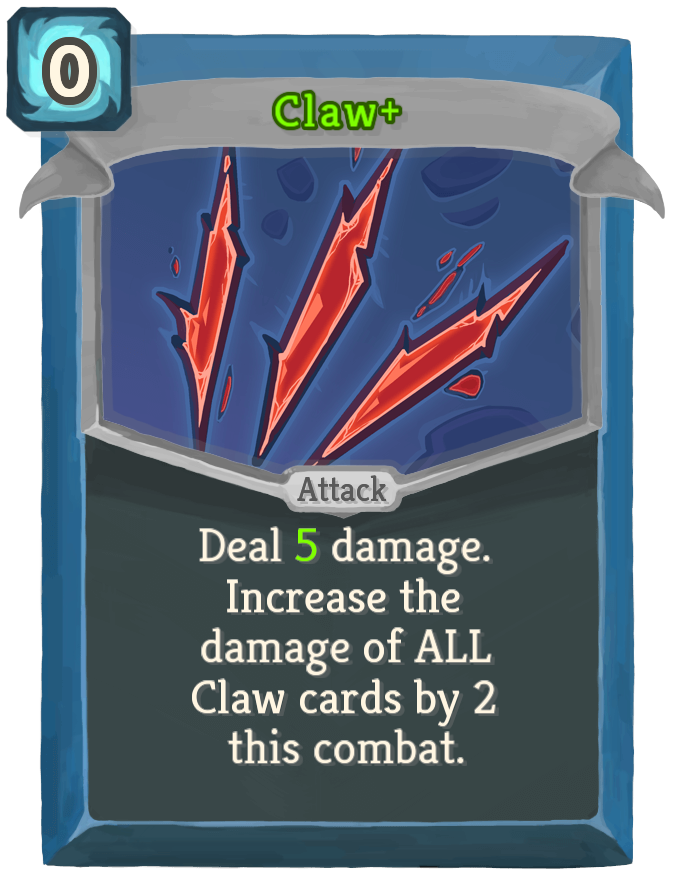 0
Claw+
Attack
Deal 5 damage.
Increase the
damage of ALL
Claw cards by 2
this combat.